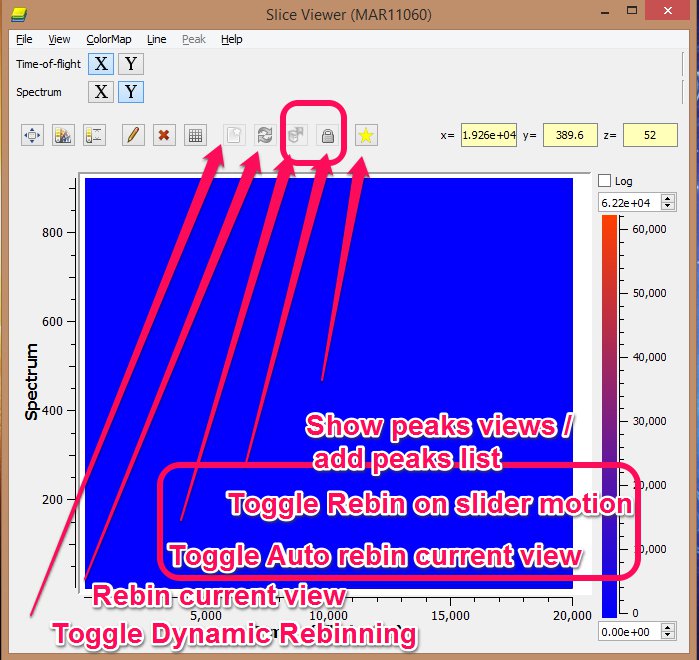 Slice Viewer (MAR11060)
File View ColorMap Line Peak Help
Time-of-flight X Y
Spectrum X Y
x= 1.926e+04 y= 389.6 z= 52
Log
6.22e+04
60,000
50,000
40,000
30,000
20,000
10,000
0
0.00e+00
Spectrum
800
600
400
200
Show peaks views /
add peaks list
Toggle Rebin on slider motion
Toggle Auto rebin current view
Rebin current view
Toggle Dynamic Rebinning
5,000 10,000 15,000 20,000